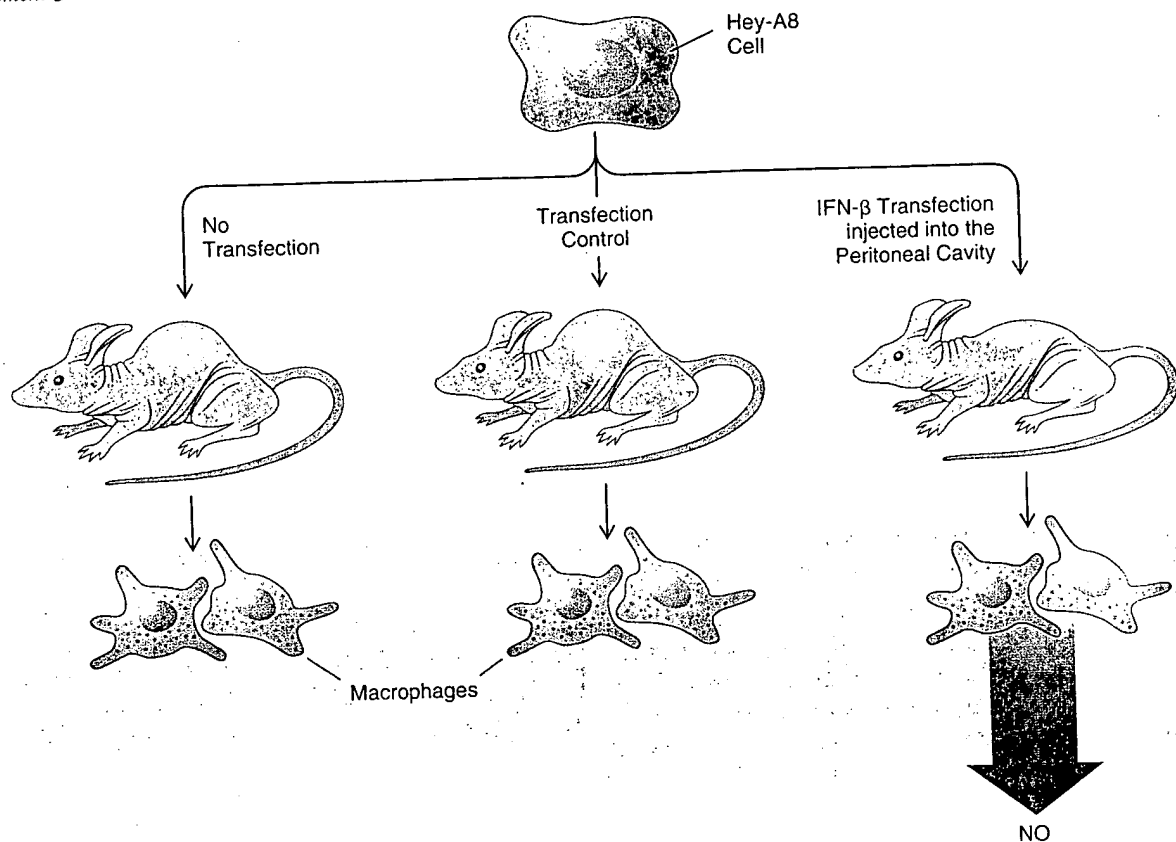 Hey-A8
Cell
No
Transfection
Transfection
Control
IFN-β Transfection
injected into the
Peritoneal Cavity
Macrophages
NO